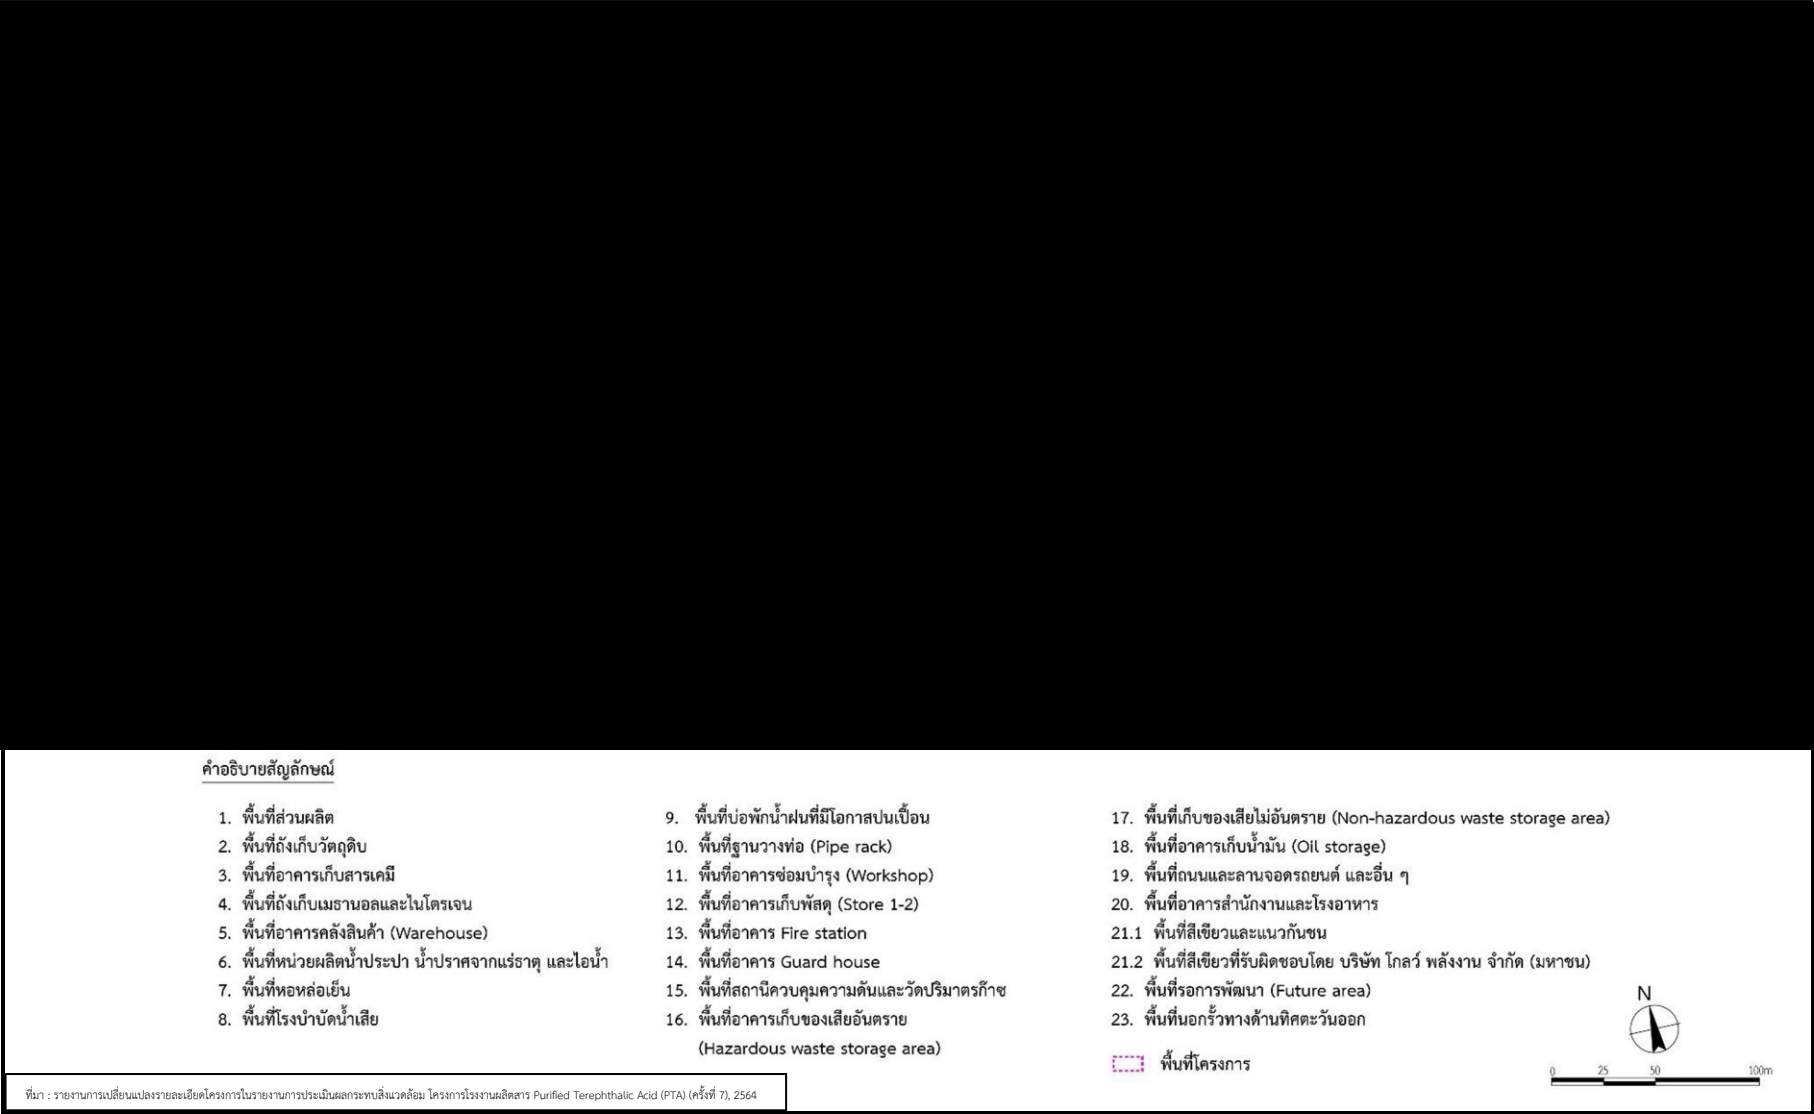 คำอธิบายสัญลักษณ์
1. พื้นที่ส่วนผลิต
2. พื้นที่ถังเก็บวัตถุดิบ
3. พื้นที่อาคารเก็บสารเคมี
4. พื้นที่ถังเก็บเมธานอลและไนโตรเจน
5. พื้นที่อาคารคลังสินค้า (Warehouse)
6. พื้นที่หน่วยผลิตน้ำประปา น้ำปราศจากแร่ธาตุ และไอน้ำ
7. พื้นที่หอหล่อเย็น
8. พื้นที่โรงบำบัดน้ำเสีย
9. พื้นที่บ่อพักน้ำฝนที่มีโอกาสปนเปื้อน
10. พื้นที่ฐานวางท่อ (Pipe rack)
11. พื้นที่อาคารซ่อมบำรุง (Workshop)
12. พื้นที่อาคารเก็บพัสดุ (Store 1-2)
13. พื้นที่อาคาร Fire station
14. พื้นที่อาคาร Guard house
15. พื้นที่สถานีควบคุมความดันและวัดปริมาตรก๊าซ
16. พื้นที่อาคารเก็บของเสียอันตราย
(Hazardous waste storage area)
17. พื้นที่เก็บของเสียไม่อันตราย (Non-hazardous waste storage area)
18. พื้นที่อาคารเก็บน้ำมัน (Oil storage)
19. พื้นที่ถนนและลานจอดรถยนต์ และอื่น ๆ
20. พื้นที่อาคารสำนักงานและโรงอาหาร
21.1 พื้นที่สีเขียวและแนวกันชน
21.2 พื้นที่สีเขียวที่รับผิดชอบโดย บริษัท โกลว์ พลังงาน จำกัด (มหาชน)
22. พื้นที่รอการพัฒนา (Future area)
23. พื้นที่นอกรั้วทางด้านทิศตะวันออก
พื้นที่โครงการ
N
0 25 50 100m
ที่มา : รายงานการเปลี่ยนแปลงรายละเอียดโครงการในรายงานการประเมินผลกระทบสิ่งแวดล้อม โครงการโรงงานผลิตสาร Purified Terephthalic Acid (PTA) (ครั้งที่ 7), 2564